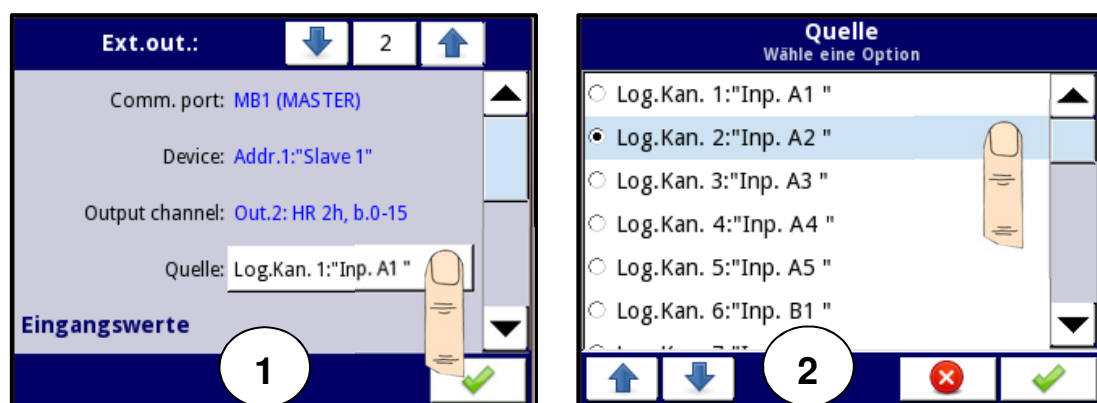 Ext.out.:
2
Comm. port: MB1 (MASTER)
Device: Addr.1:"Slave 1"
Output channel: Out.2: HR 2h, b.0-15
Quelle: Log.Kan. 1:"Inp. A1 "
Eingangswerte
1
Quelle
Wähle eine Option
Log.Kan. 1:"Inp. A1 "
Log.Kan. 2:"Inp. A2 "
Log.Kan. 3:"Inp. A3 "
Log.Kan. 4:"Inp. A4 "
Log.Kan. 5:"Inp. A5 "
Log.Kan. 6:"Inp. B1 "
2